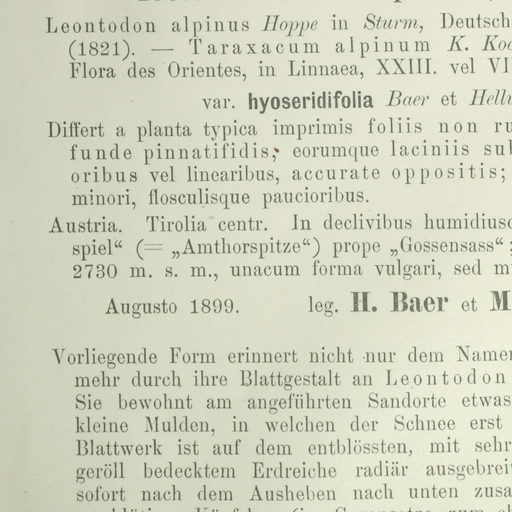 Leontodon alpinus Hoppe in Sturm, Deutsch
(1821). — Taraxacum alpinum K. Koc
Flora des Orientes, in Linnaea, XXIII. vel VI
var. hyoseridifolia Baer et Hell
Differt a planta typica imprimis foliis non ru
funde pinnatifidis, eorumque laciniis sub
oribus vel linearibus, accurate oppositis;
minori, flosculisque paucioribus.
Austria. Tirolia centr. In declivibus humidiusc
spiel“ (= „Amthorspitze“) prope „Gossensass“;
2730 m. s. m., unacum forma vulgari, sed m
Augusto 1899. leg. H. Baer et M
Vorliegende Form erinnert nicht nur dem Namen
mehr durch ihre Blattgestalt an Leontodon
Sie bewohnt am angeführten Sandorte etwas
kleine Mulden, in welchen der Schnee erst
Blattwerk ist auf dem entblössten, mit sehr
geröll bedecktem Erdreiche radiär ausgebreit
sofort nach dem Ausheben nach unten zusa